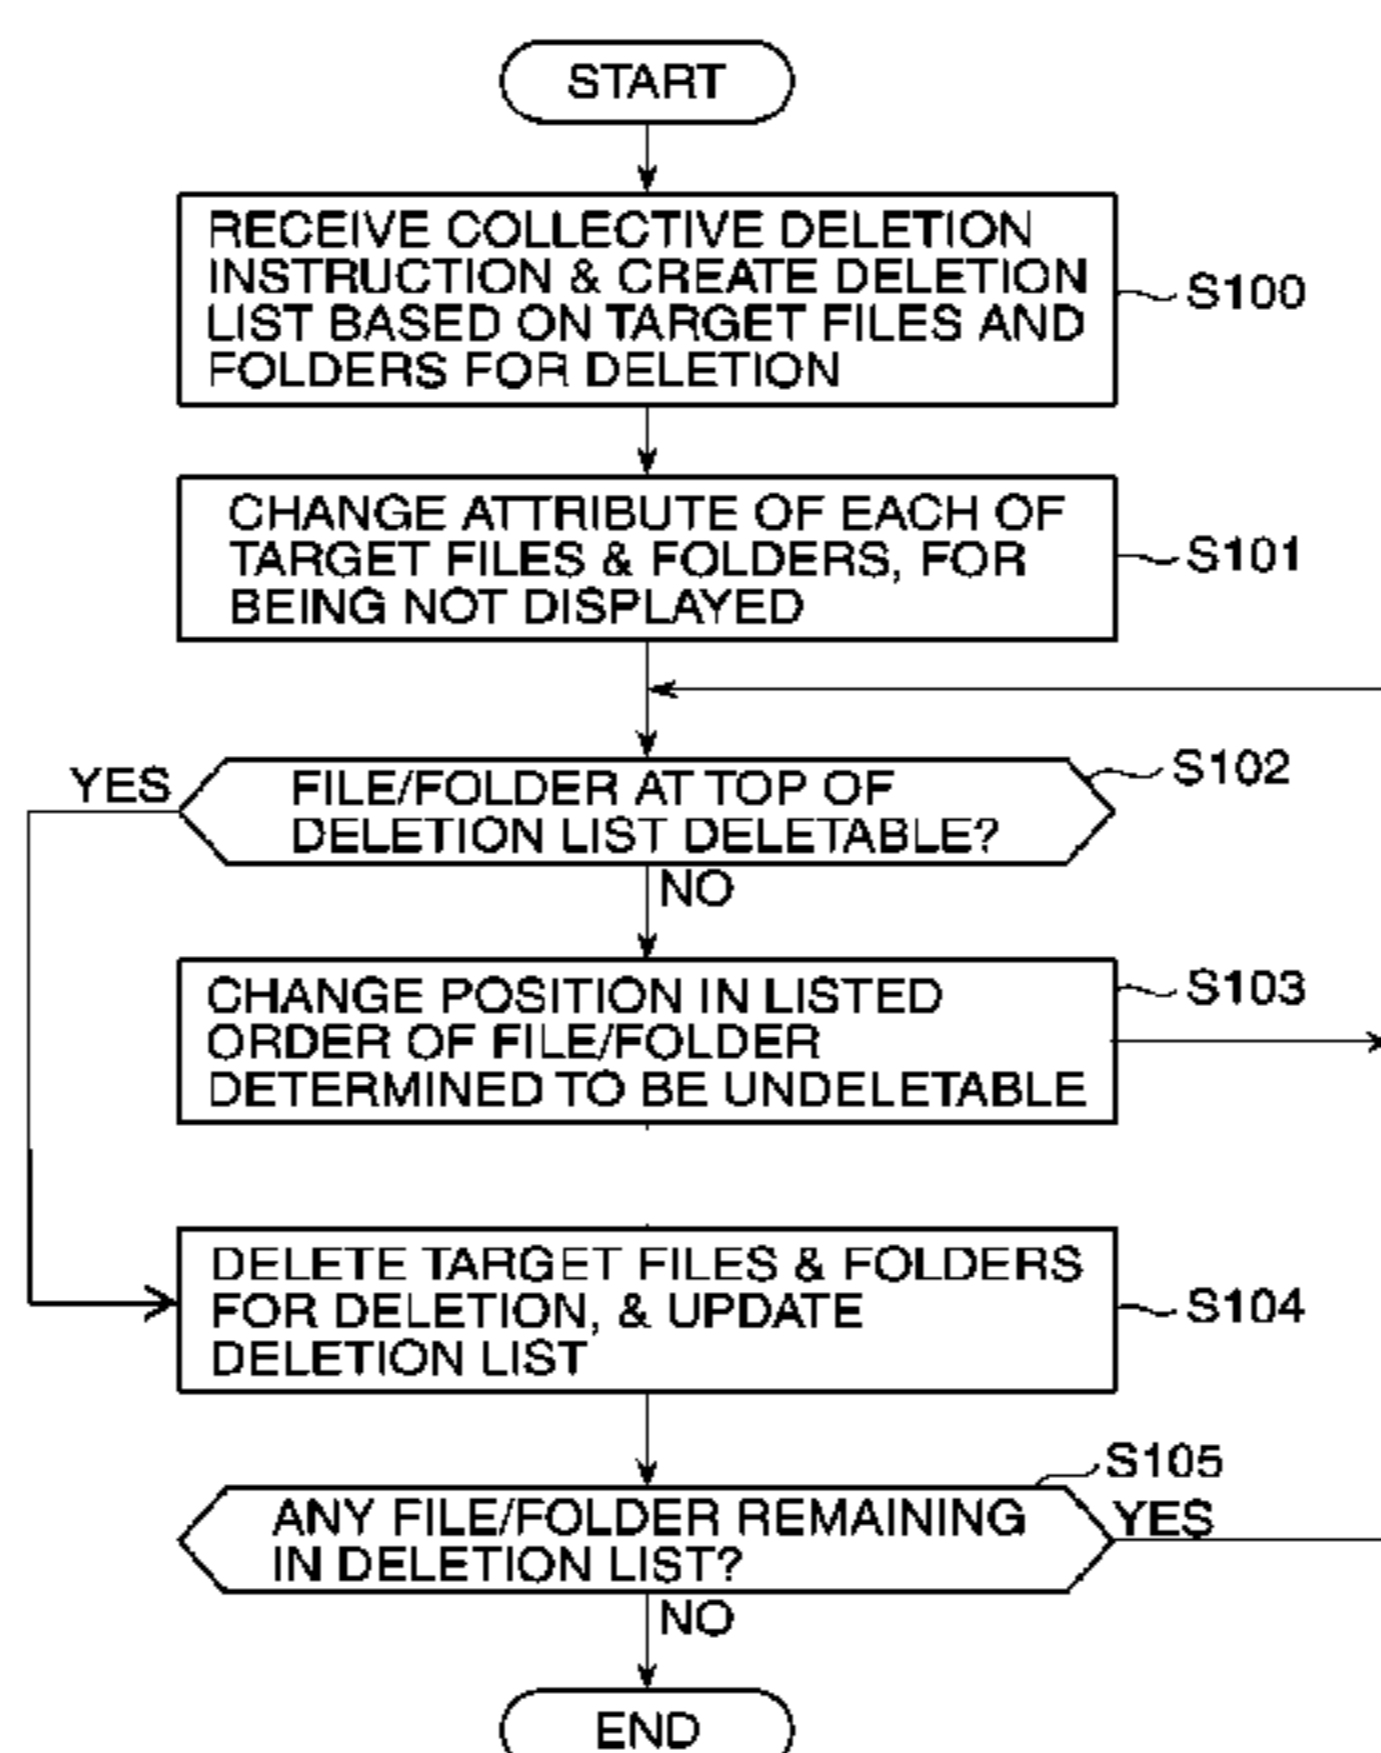 START
RECEIVE COLLECTIVE DELETION
INSTRUCTION & CREATE DELETION
LIST BASED ON TARGET FILES AND
FOLDERS FOR DELETION
S100
CHANGE ATTRIBUTE OF EACH OF
TARGET FILES & FOLDERS, FOR
BEING NOT DISPLAYED
S101
YES
FILE/FOLDER AT TOP OF
DELETION LIST DELETABLE?
S102
NO
CHANGE POSITION IN LISTED
ORDER OF FILE/FOLDER
DETERMINED TO BE UNDELETABLE
S103
DELETE TARGET FILES & FOLDERS
FOR DELETION, & UPDATE
DELETION LIST
S104
S105
ANY FILE/FOLDER REMAINING
IN DELETION LIST?
YES
NO
END